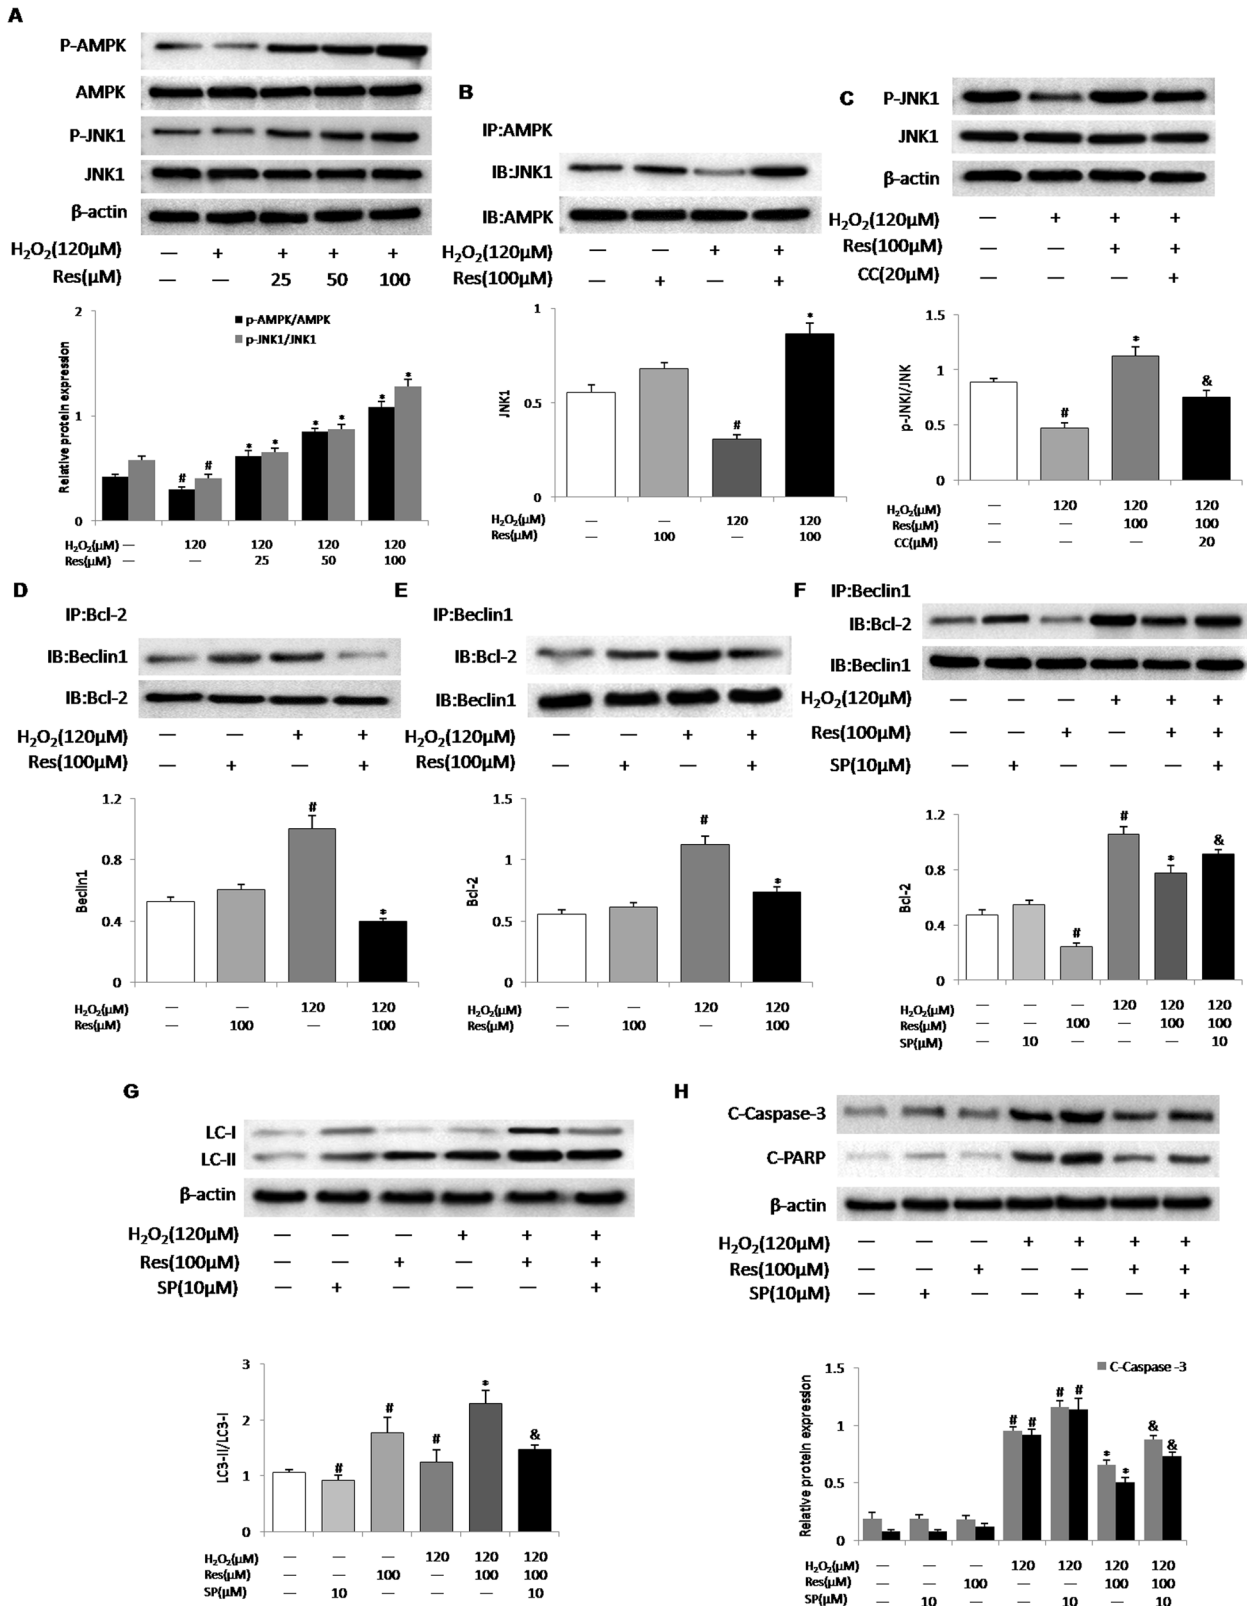 A
P-AMPK
AMPK
P-JNK1
JNK1
β-actin
H₂O₂(120μM) — + + + +
Res(μM) — — 25 50 100
Relative protein expression
2
1
0
p-AMPK/AMPK
p-JNK1/JNK1
# # * * * * * *
H₂O₂(μM) — 120 120 120 120
Res(μM) — — 25 50 100
B
IP:AMPK
IB:JNK1
IB:AMPK
H₂O₂(120μM) — — + +
Res(100μM) — + — +
JNK1
1
0.5
0
# *
H₂O₂(μM) — — 120 120
Res(μM) — 100 — 100
C
P-JNK1
JNK1
β-actin
H₂O₂(120μM) — + + +
Res(100μM) — — + +
CC(20μM) — — — +
p-JNKI/JNK
1.5
1
0.5
0
# * &
H₂O₂(μM) — 120 120 120
Res(μM) — — 100 100
CC(μM) — — — 20
D
IP:Bcl-2
IB:Beclin1
IB:Bcl-2
H₂O₂(120μM) — — + +
Res(100μM) — + — +
Beclin1
1.2
0.8
0.4
0
# *
H₂O₂(μM) — — 120 120
Res(μM) — 100 — 100
E
IP:Beclin1
IB:Bcl-2
IB:Beclin1
H₂O₂(120μM) — — + +
Res(100μM) — + — +
Bcl-2
1.5
1
0.5
0
# *
H₂O₂(μM) — — 120 120
Res(μM) — 100 — 100
F
IP:Beclin1
IB:Bcl-2
IB:Beclin1
H₂O₂(120μM) — — — + + +
Res(100μM) — — + — + +
SP(10μM) — + — — — +
Bcl-2
1.2
0.8
0.4
0
# # * &
H₂O₂(μM) — — — 120 120 120
Res(μM) — — 100 — 100 100
SP(μM) — 10 — — — 10
G
LC-I
LC-II
β-actin
H₂O₂(120μM) — — — + + +
Res(100μM) — — + — + +
SP(10μM) — + — — — +
LC3-II/LC3-I
3
2
1
0
# # # * &
H₂O₂(μM) — — — 120 120 120
Res(μM) — — 100 — 100 100
SP(μM) — 10 — — — 10
H
C-Caspase-3
C-PARP
β-actin
H₂O₂(120μM) — — — + + + +
Res(100μM) — — + — — + +
SP(10μM) — + — — + — +
Relative protein expression
1.5
1
0.5
0
C-Caspase -3
# # # # * * & &
H₂O₂(μM) — — — 120 120 120 120
Res(μM) — — 100 — — 100 100
SP(μM) — 10 — — 10 — 10